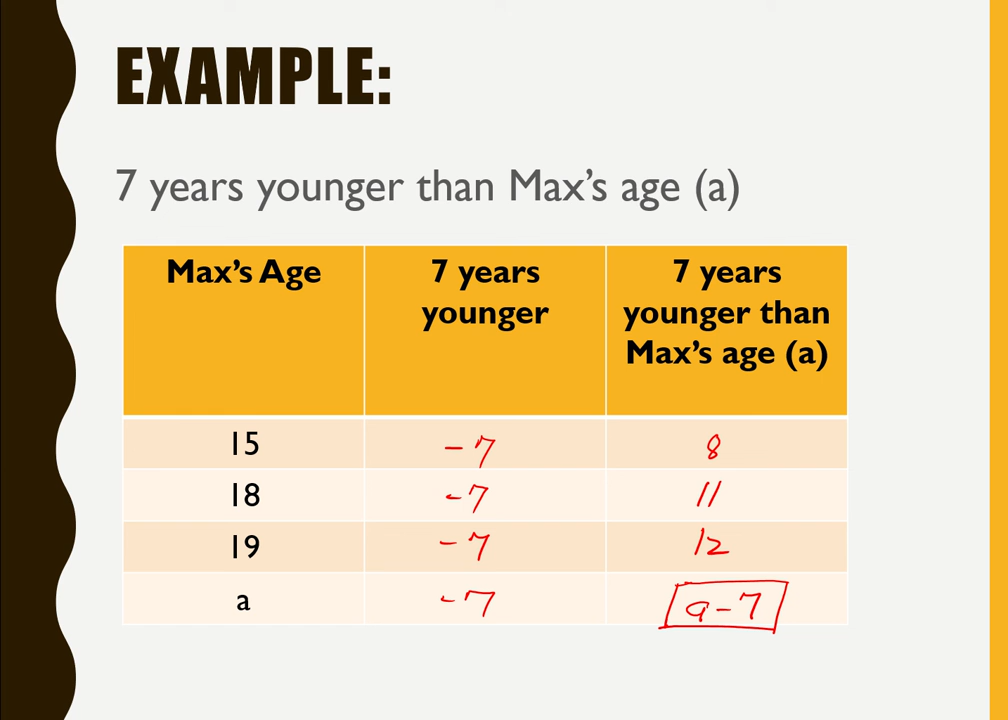 EXAMPLE:
7 years younger than Max's age (a)
Max's Age
7 years
younger
7 years
younger than
Max's age (a)
15 -7 8
18 -7 11
19 -7 12
a -7 a-7